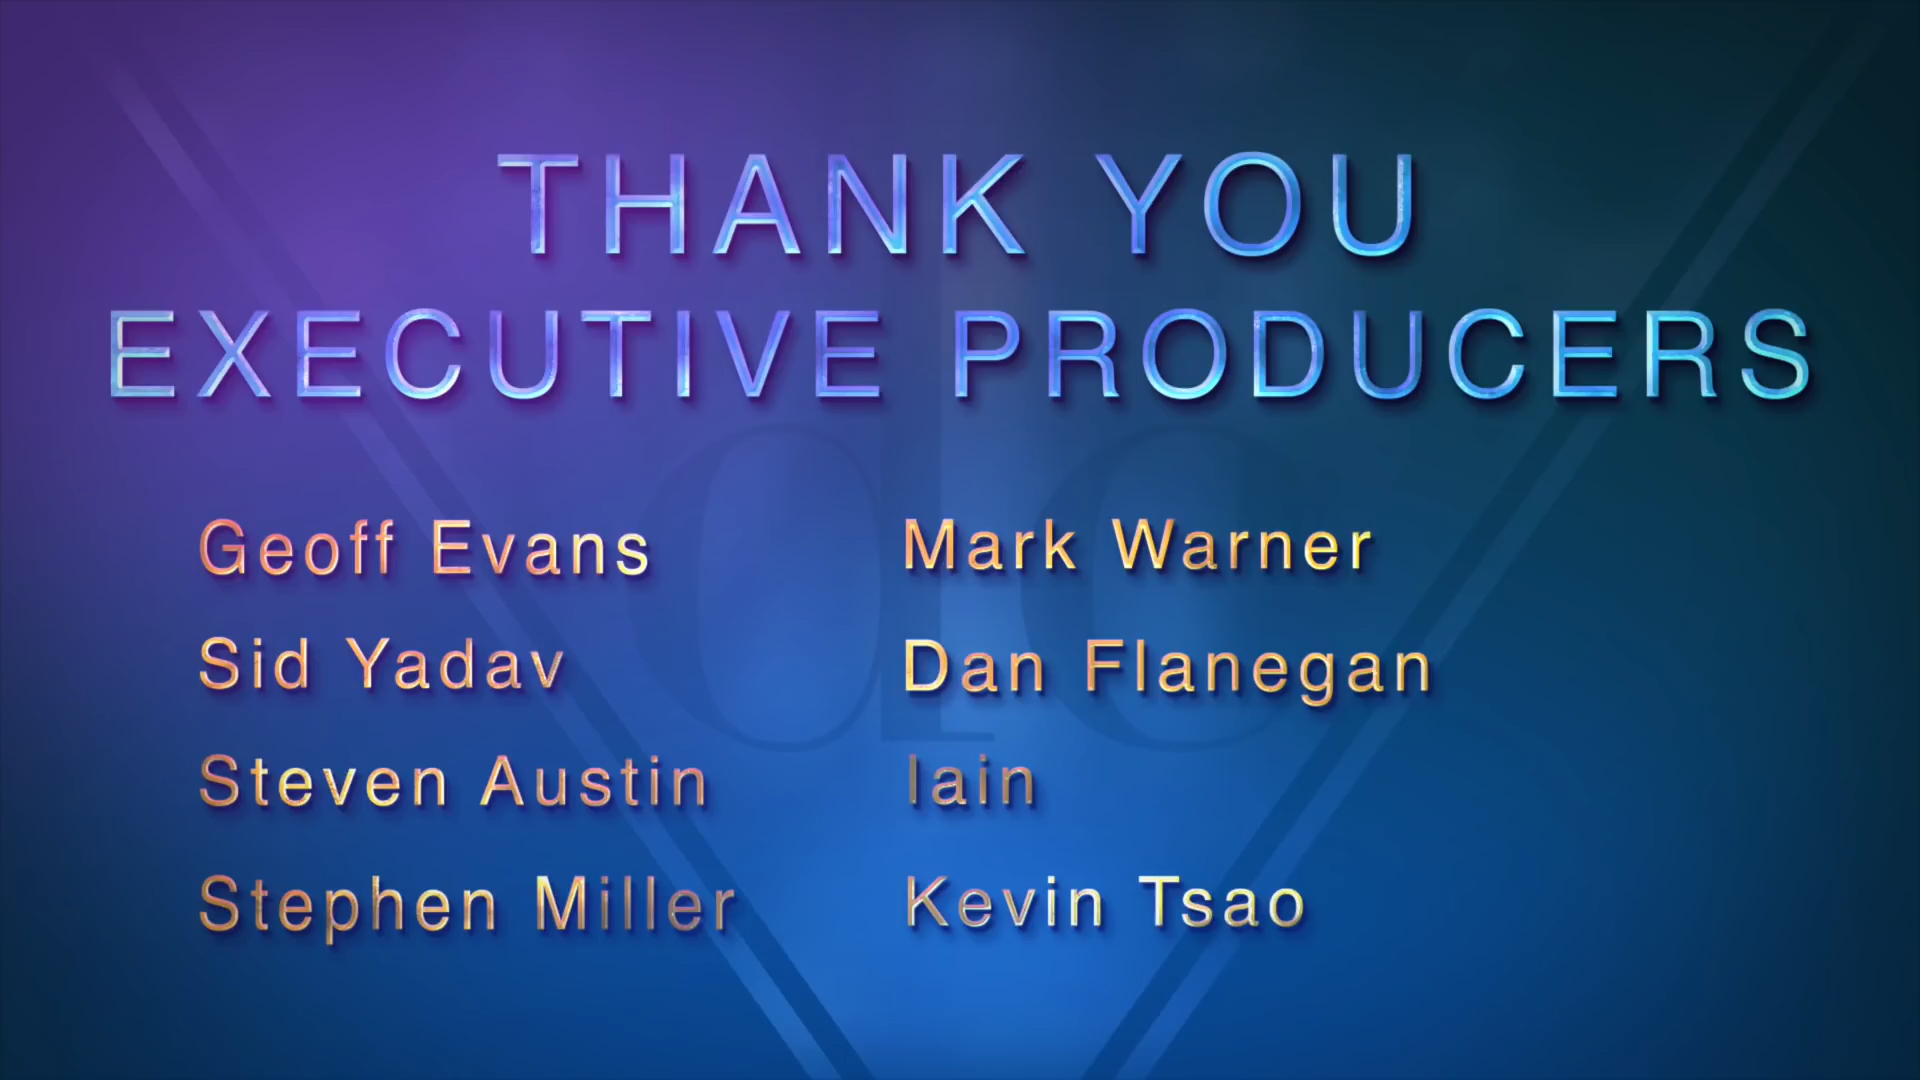 THANK YOU
EXECUTIVE PRODUCERS
Geoff Evans
Sid Yadav
Steven Austin
Stephen Miller
Mark Warner
Dan Flanegan
Iain
Kevin Tsao